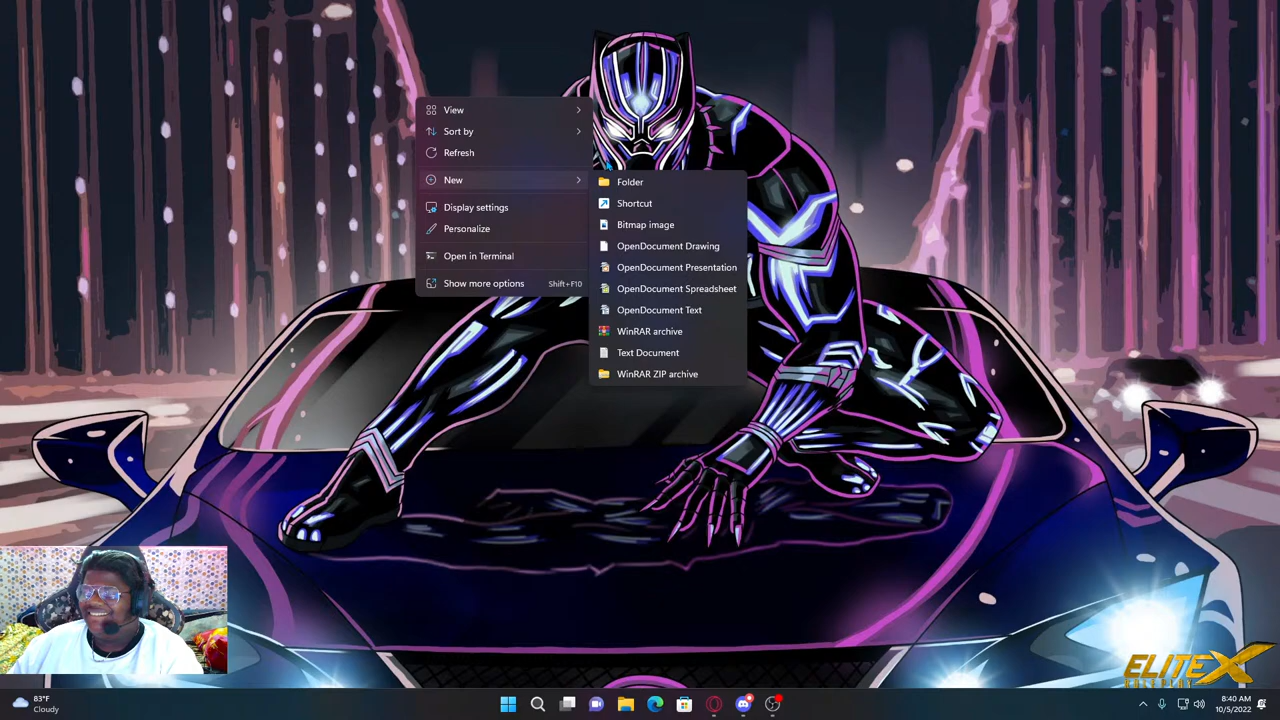 View
Sort by
Refresh
New
Display settings
Personalize
Open in Terminal
Show more options Shift+F10
Folder
Shortcut
Bitmap image
OpenDocument Drawing
OpenDocument Presentation
OpenDocument Spreadsheet
OpenDocument Text
WinRAR archive
Text Document
WinRAR ZIP archive
ELITEX
ROLEPLAY
83°F
Cloudy
8:40 AM
10/5/2022